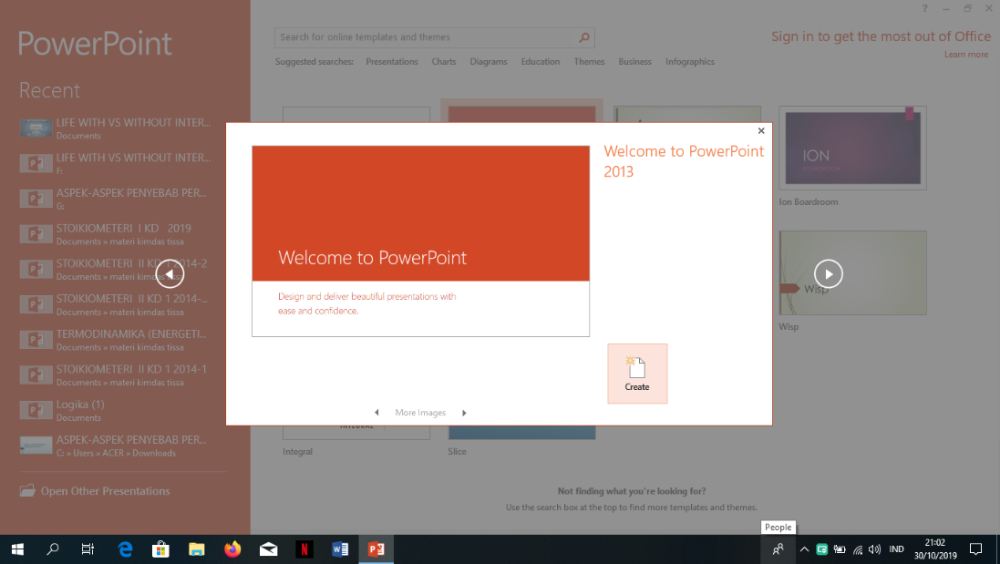 PowerPoint
Recent
LIFE WITH VS WITHOUT INTER...
Documents
LIFE WITH VS WITHOUT INTER...
F:
ASPEK-ASPEK PENYEBAB PER...
G:
STOIKIOMETERI I KD 2019
Documents » materi kimdas tissa
STOIKIOMETERI II KD 1 2014-2
Documents » materi kimdas tissa
STOIKIOMETERI II KD 1 2014-...
Documents » materi kimdas tissa
TERMODINAMIKA (ENERGETI...
Documents » materi kimdas tissa
STOIKIOMETERI II KD 1 2014-1
Documents » materi kimdas tissa
Logika (1)
Documents
ASPEK-ASPEK PENYEBAB PER...
C: » Users » ACER » Downloads
Open Other Presentations
?
Search for online templates and themes
Sign in to get the most out of Office
Learn more
Suggested searches: Presentations Charts Diagrams Education Themes Business Infographics
Welcome to PowerPoint
Design and deliver beautiful presentations with
ease and confidence.
Welcome to PowerPoint
2013
Create
More Images
ION
Ion Boardroom
Wisp
Wisp
INTEGRAL
Integral
Slice
Not finding what you're looking for?
Use the search box at the top to find more templates and themes.
People
IND
21:02
30/10/2019